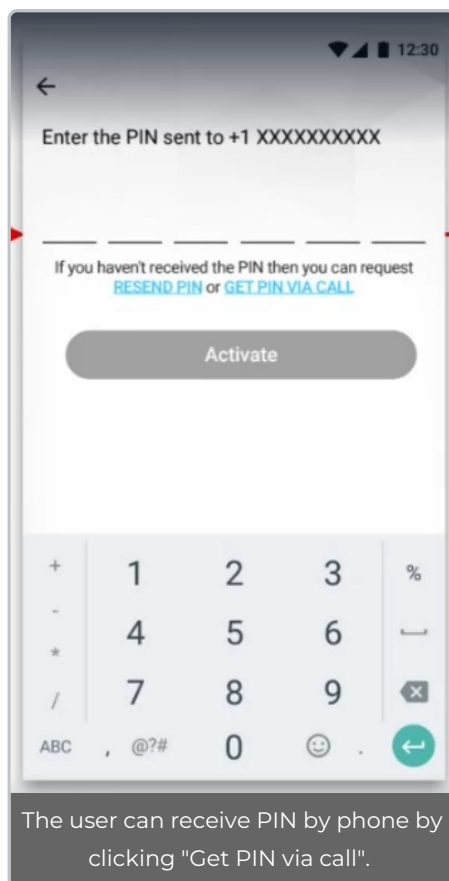 12:30
Enter the PIN sent to +1 XXXXXXXXXX
If you haven't received the PIN then you can request
RESEND PIN or GET PIN VIA CALL
Activate
+ 1 2 3 %
- 4 5 6
* 
/ 7 8 9
ABC , @?# 0 .
The user can receive PIN by phone by
clicking "Get PIN via call".